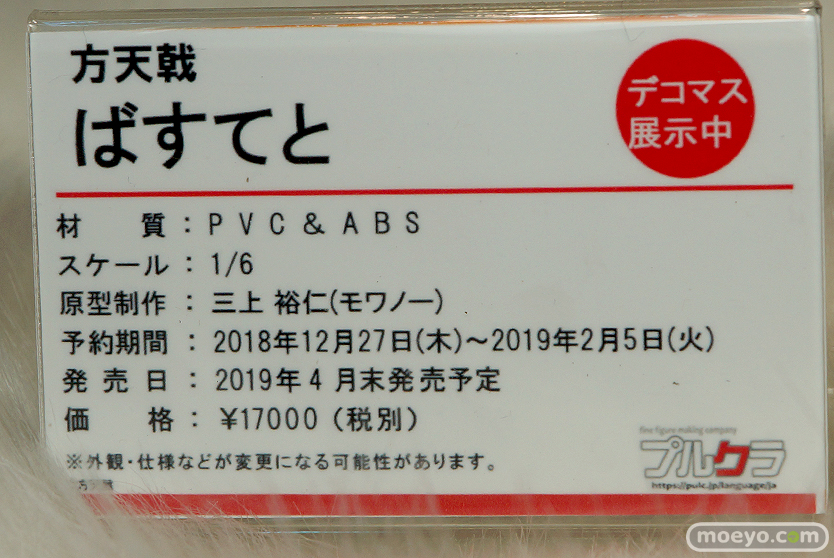 方天戟
ばすてと
デコマス
展示中
材　　質 : PVC & ABS
スケール : 1/6
原型制作 : 三上 裕仁(モワノー)
予約期間 : 2018年12月27日(木)～2019年2月5日(火)
発 売 日 : 2019年4月末発売予定
価　　格 : ¥17000 (税別)
※外観・仕様などが変更になる可能性があります。
fine figure making company
プルクラ
https://pulc.jp/language/ja
moeyo.com